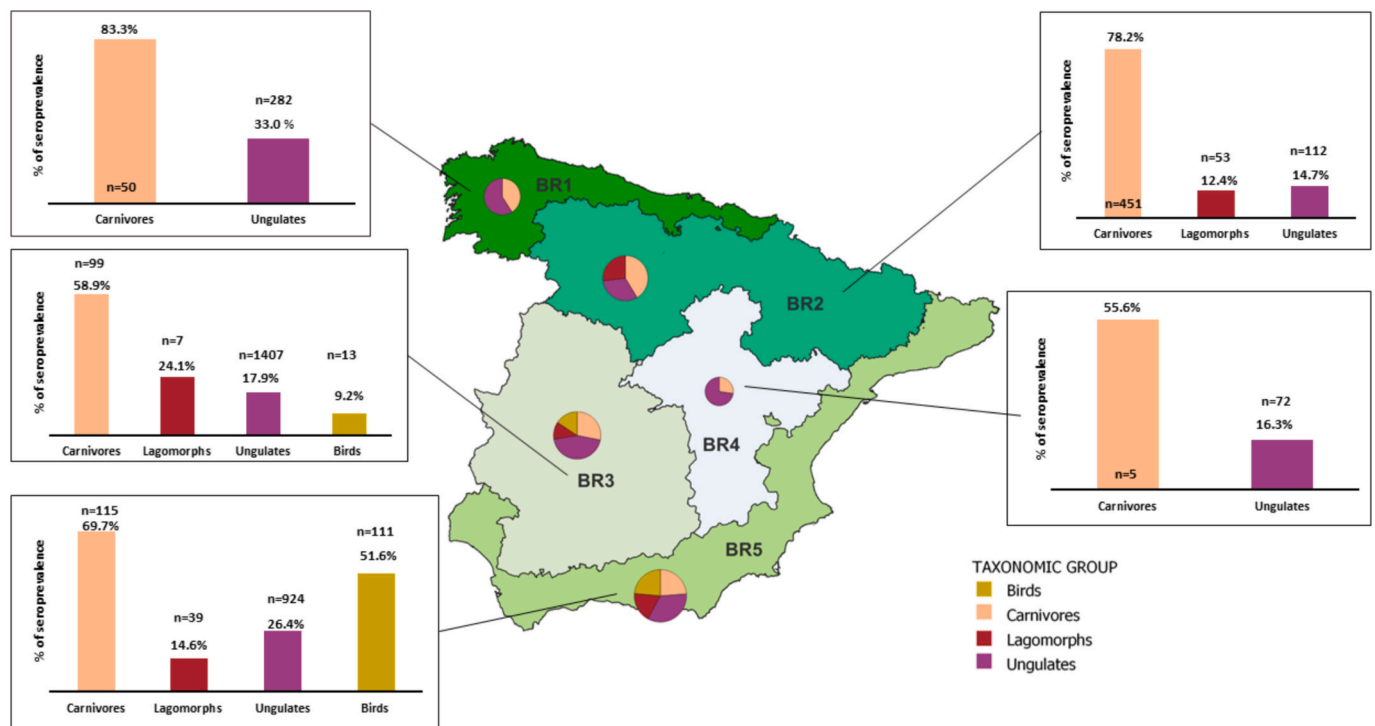 83.3%
n=282
33.0 %
n=50
% of seroprevalence
Carnivores
Ungulates
78.2%
n=53
n=112
12.4%
14.7%
n=451
% of seroprevalence
Carnivores
Lagomorphs
Ungulates
n=99
58.9%
n=7
n=1407
n=13
24.1%
17.9%
9.2%
% of seroprevalence
Carnivores
Lagomorphs
Ungulates
Birds
55.6%
n=72
16.3%
n=5
% of seroprevalence
Carnivores
Ungulates
n=115
69.7%
n=111
51.6%
n=39
n=924
14.6%
26.4%
% of seroprevalence
Carnivores
Lagomorphs
Ungulates
Birds
BR1
BR2
BR3
BR4
BR5
TAXONOMIC GROUP
Birds
Carnivores
Lagomorphs
Ungulates